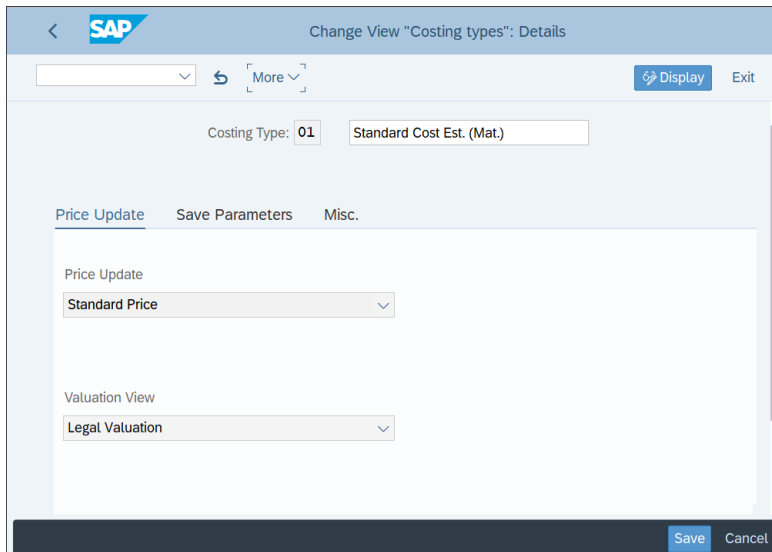 SAP
Change View "Costing types": Details
More
Display
Exit
Costing Type: 01 Standard Cost Est. (Mat.)
Price Update Save Parameters Misc.
Price Update
Standard Price
Valuation View
Legal Valuation
Save Cancel